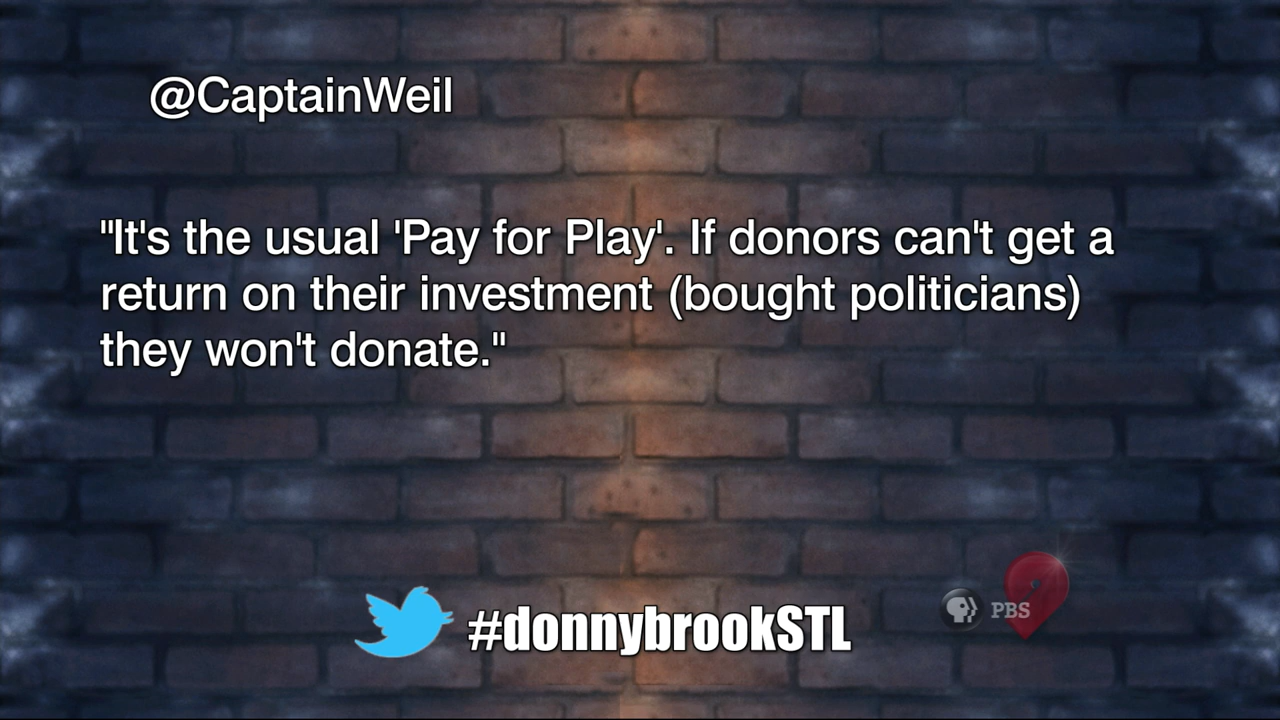 @CaptainWeil
"It's the usual 'Pay for Play'. If donors can't get a
return on their investment (bought politicians)
they won't donate."
#donnybrookSTL
PBS